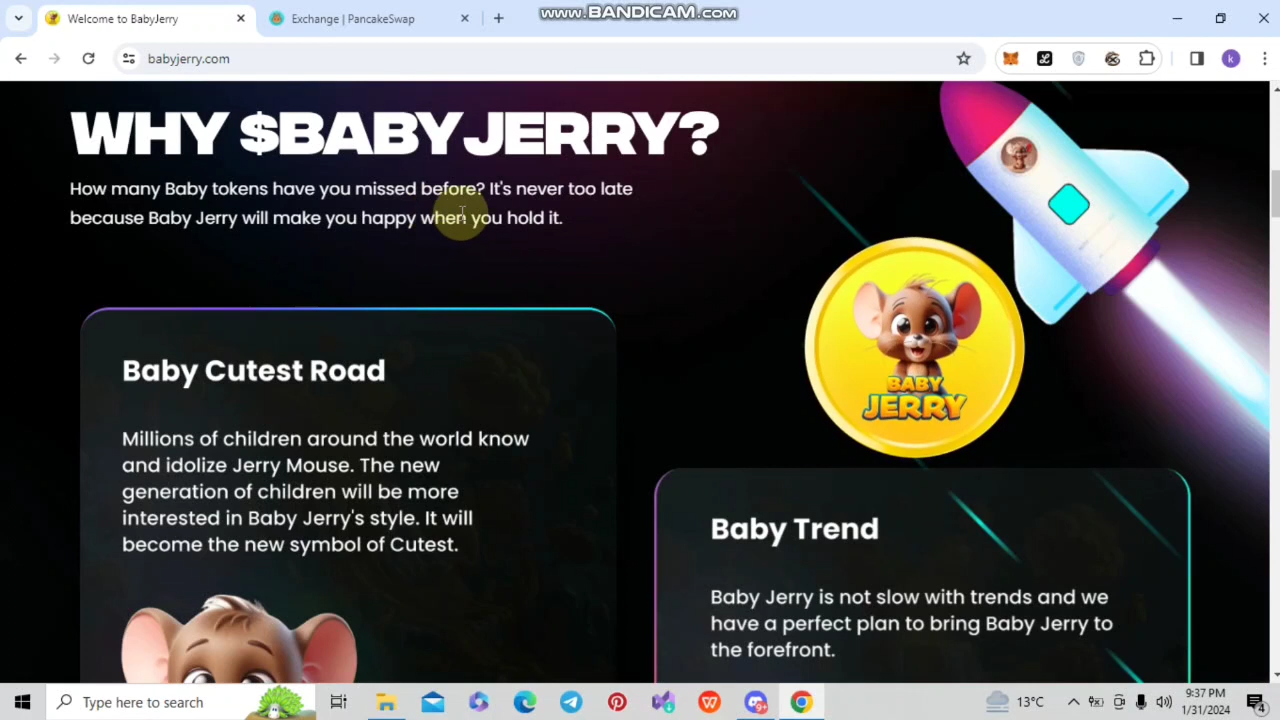 www.BANDICAM.com
Welcome to BabyJerry
Exchange | PancakeSwap
babyjerry.com
k
WHY $BABYJERRY?
How many Baby tokens have you missed before? It's never too late
because Baby Jerry will make you happy when you hold it.
BABY
JERRY
Baby Cutest Road
Millions of children around the world know
and idolize Jerry Mouse. The new
generation of children will be more
interested in Baby Jerry's style. It will
become the new symbol of Cutest.
Baby Trend
Baby Jerry is not slow with trends and we
have a perfect plan to bring Baby Jerry to
the forefront.
Type here to search
13°C
9:37 PM
1/31/2024
4